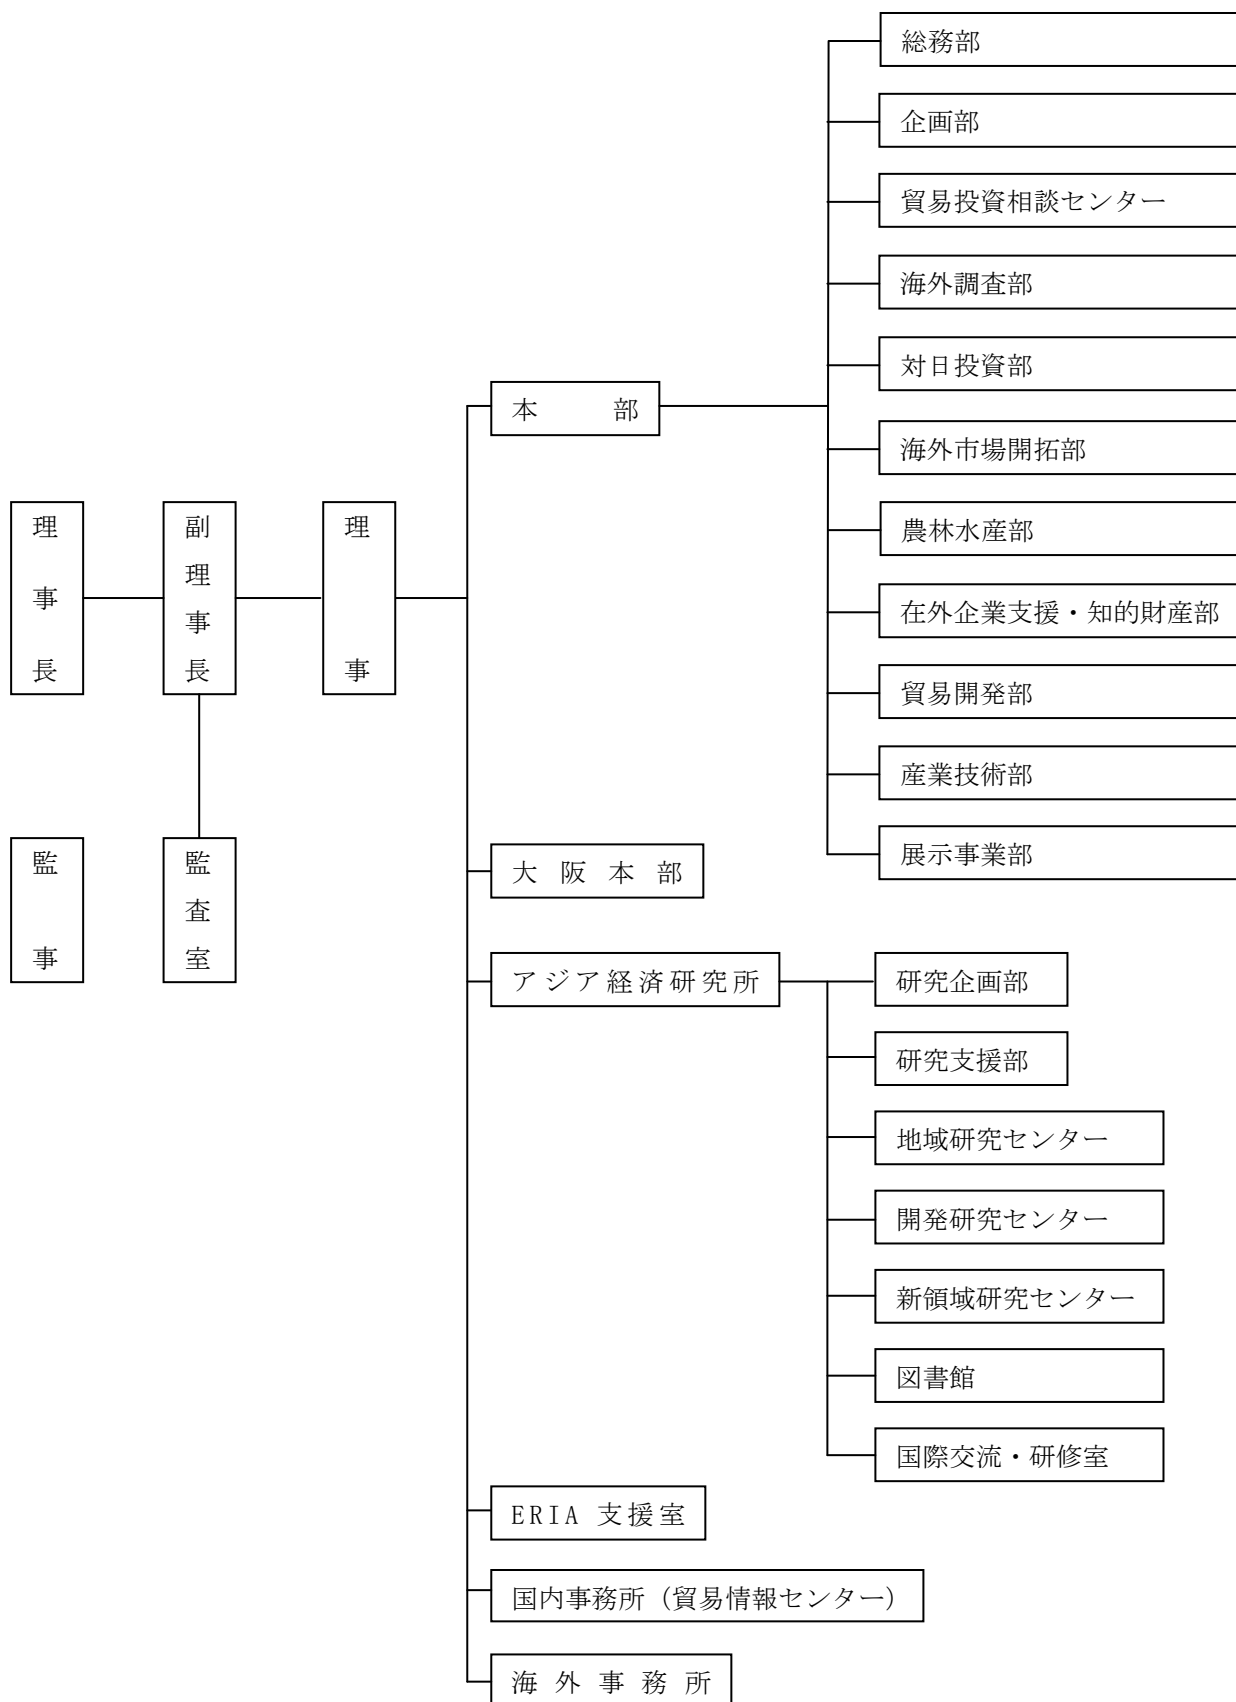 理事長
副理事長
理事
監事
監査室
本部
総務部
企画部
貿易投資相談センター
海外調査部
対日投資部
海外市場開拓部
農林水産部
在外企業支援・知的財産部
貿易開発部
産業技術部
展示事業部
大阪本部
アジア経済研究所
研究企画部
研究支援部
地域研究センター
開発研究センター
新領域研究センター
図書館
国際交流・研修室
ERIA 支援室
国内事務所（貿易情報センター）
海外事務所